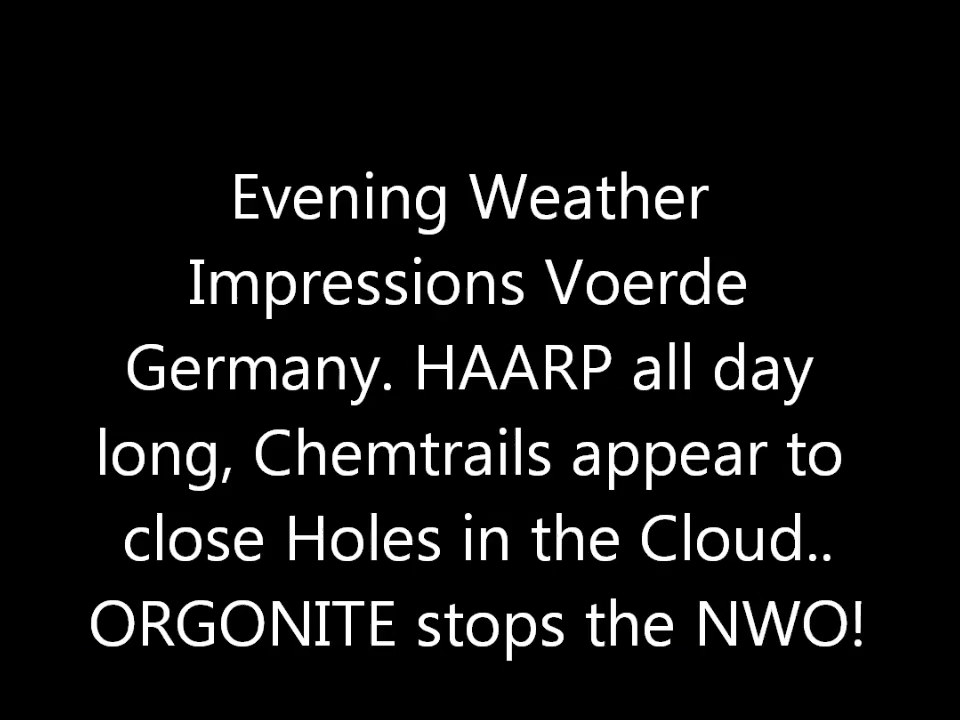 Evening Weather
Impressions Voerde
Germany. HAARP all day
long, Chemtrails appear to
close Holes in the Cloud..
ORGONITE stops the NWO!